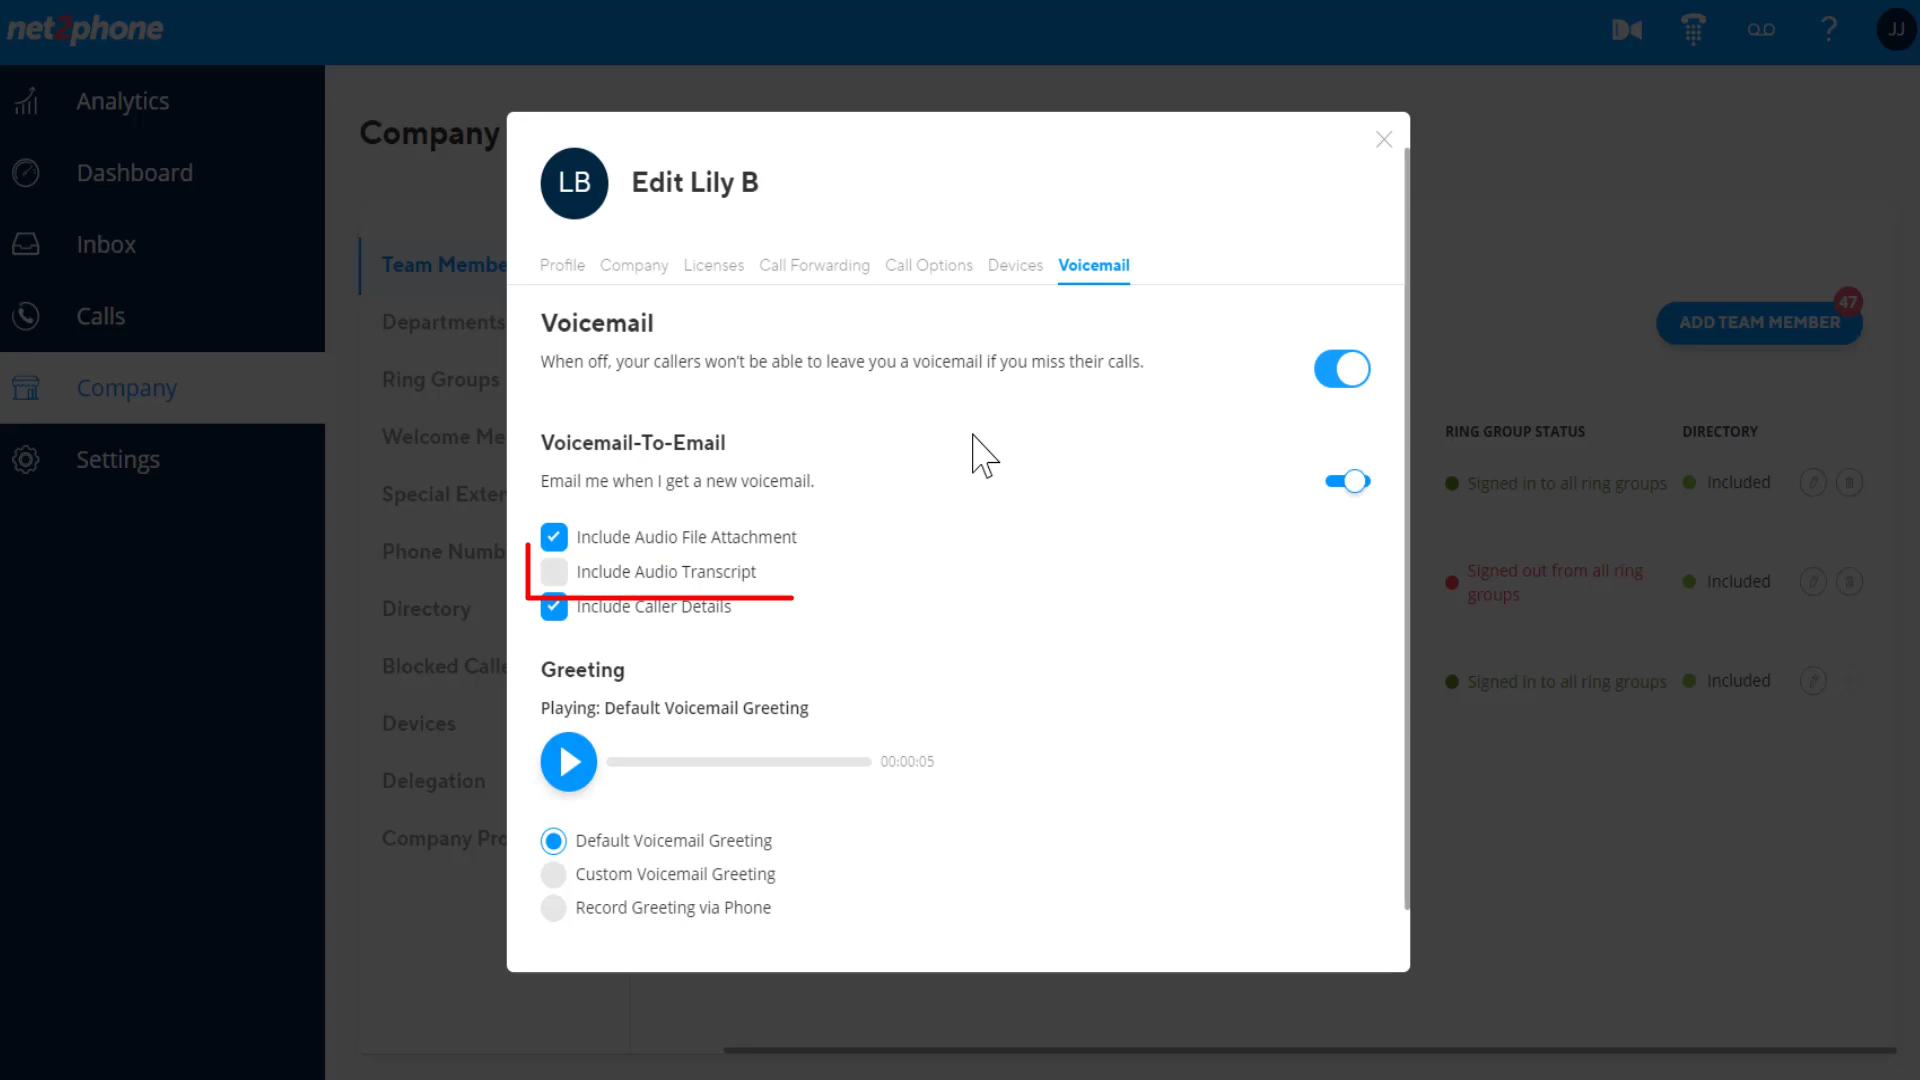 net2phone
JJ
Analytics
Dashboard
Inbox
Calls
Company
Settings
Company
Team Membe
Departments
Ring Groups
Welcome Me
Special Exter
Phone Numb
Directory
Blocked Calle
Devices
Delegation
Company Pro
LB
Edit Lily B
Profile Company Licenses Call Forwarding Call Options Devices Voicemail
Voicemail
When off, your callers won't be able to leave you a voicemail if you miss their calls.
Voicemail-To-Email
Email me when I get a new voicemail.
Include Audio File Attachment
Include Audio Transcript
Include Caller Details
Greeting
Playing: Default Voicemail Greeting
00:00:05
Default Voicemail Greeting
Custom Voicemail Greeting
Record Greeting via Phone
47
ADD TEAM MEMBER
RING GROUP STATUS DIRECTORY
Signed in to all ring groups Included
Signed out from all ring
groups
Included
Signed in to all ring groups Included